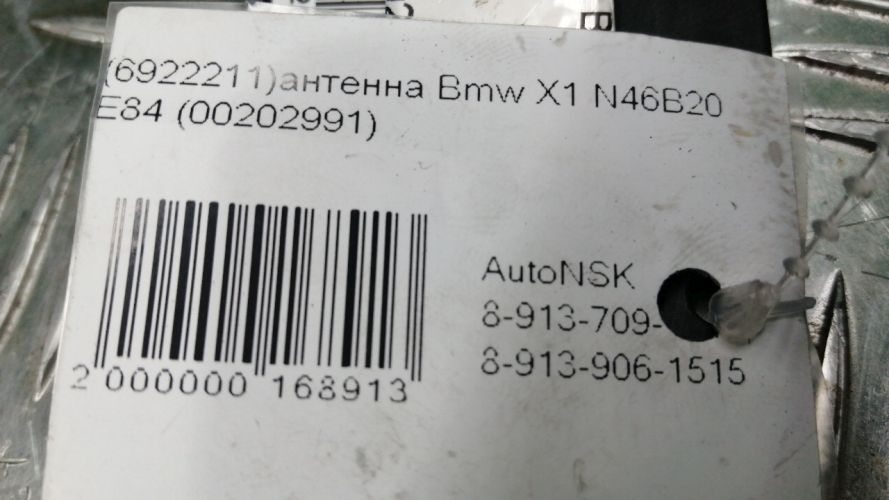 (6922211)антенна Bmw X1 N46B20
E84 (00202991)
AutoNSK
8-913-709-
8-913-906-1515
2 000000 168913